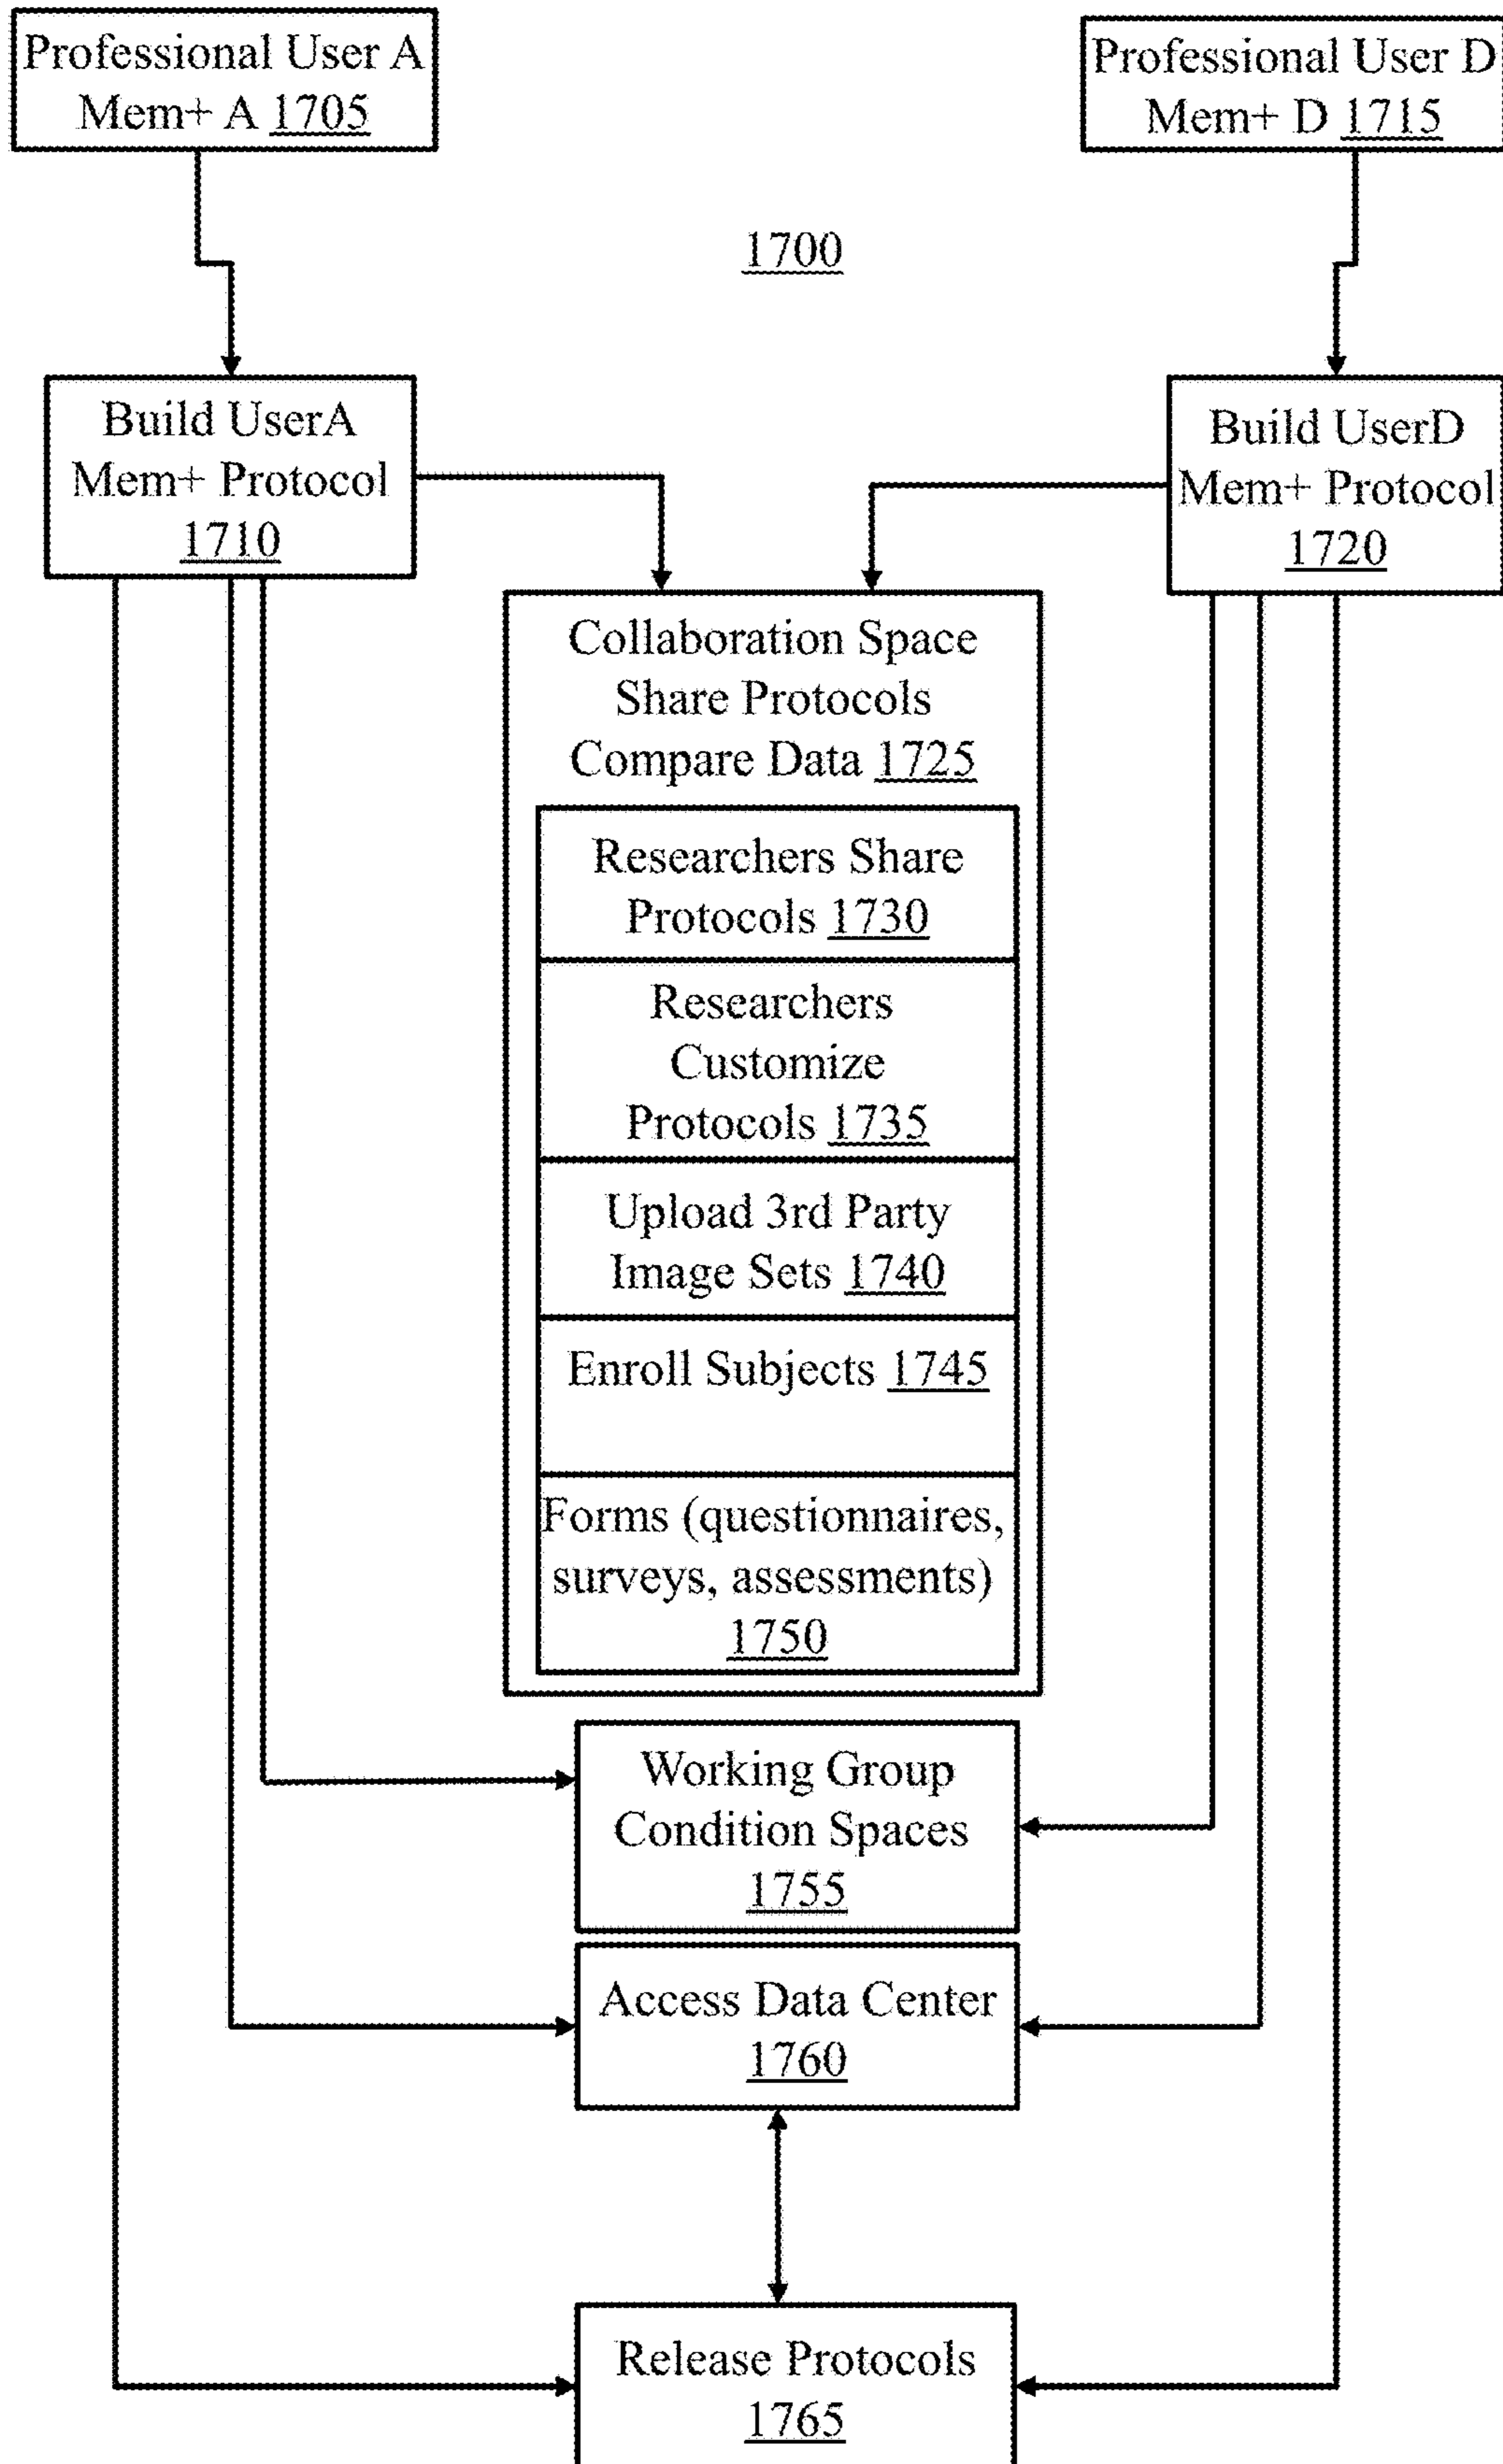 Professional User A
Mem+ A 1705
Professional User D
Mem+ D 1715
1700
Build UserA
Mem+ Protocol
1710
Build UserD
Mem+ Protocol
1720
Collaboration Space
Share Protocols
Compare Data 1725
Researchers Share
Protocols 1730
Researchers
Customize
Protocols 1735
Upload 3rd Party
Image Sets 1740
Enroll Subjects 1745
Forms (questionnaires,
surveys, assessments)
1750
Working Group
Condition Spaces
1755
Access Data Center
1760
Release Protocols
1765